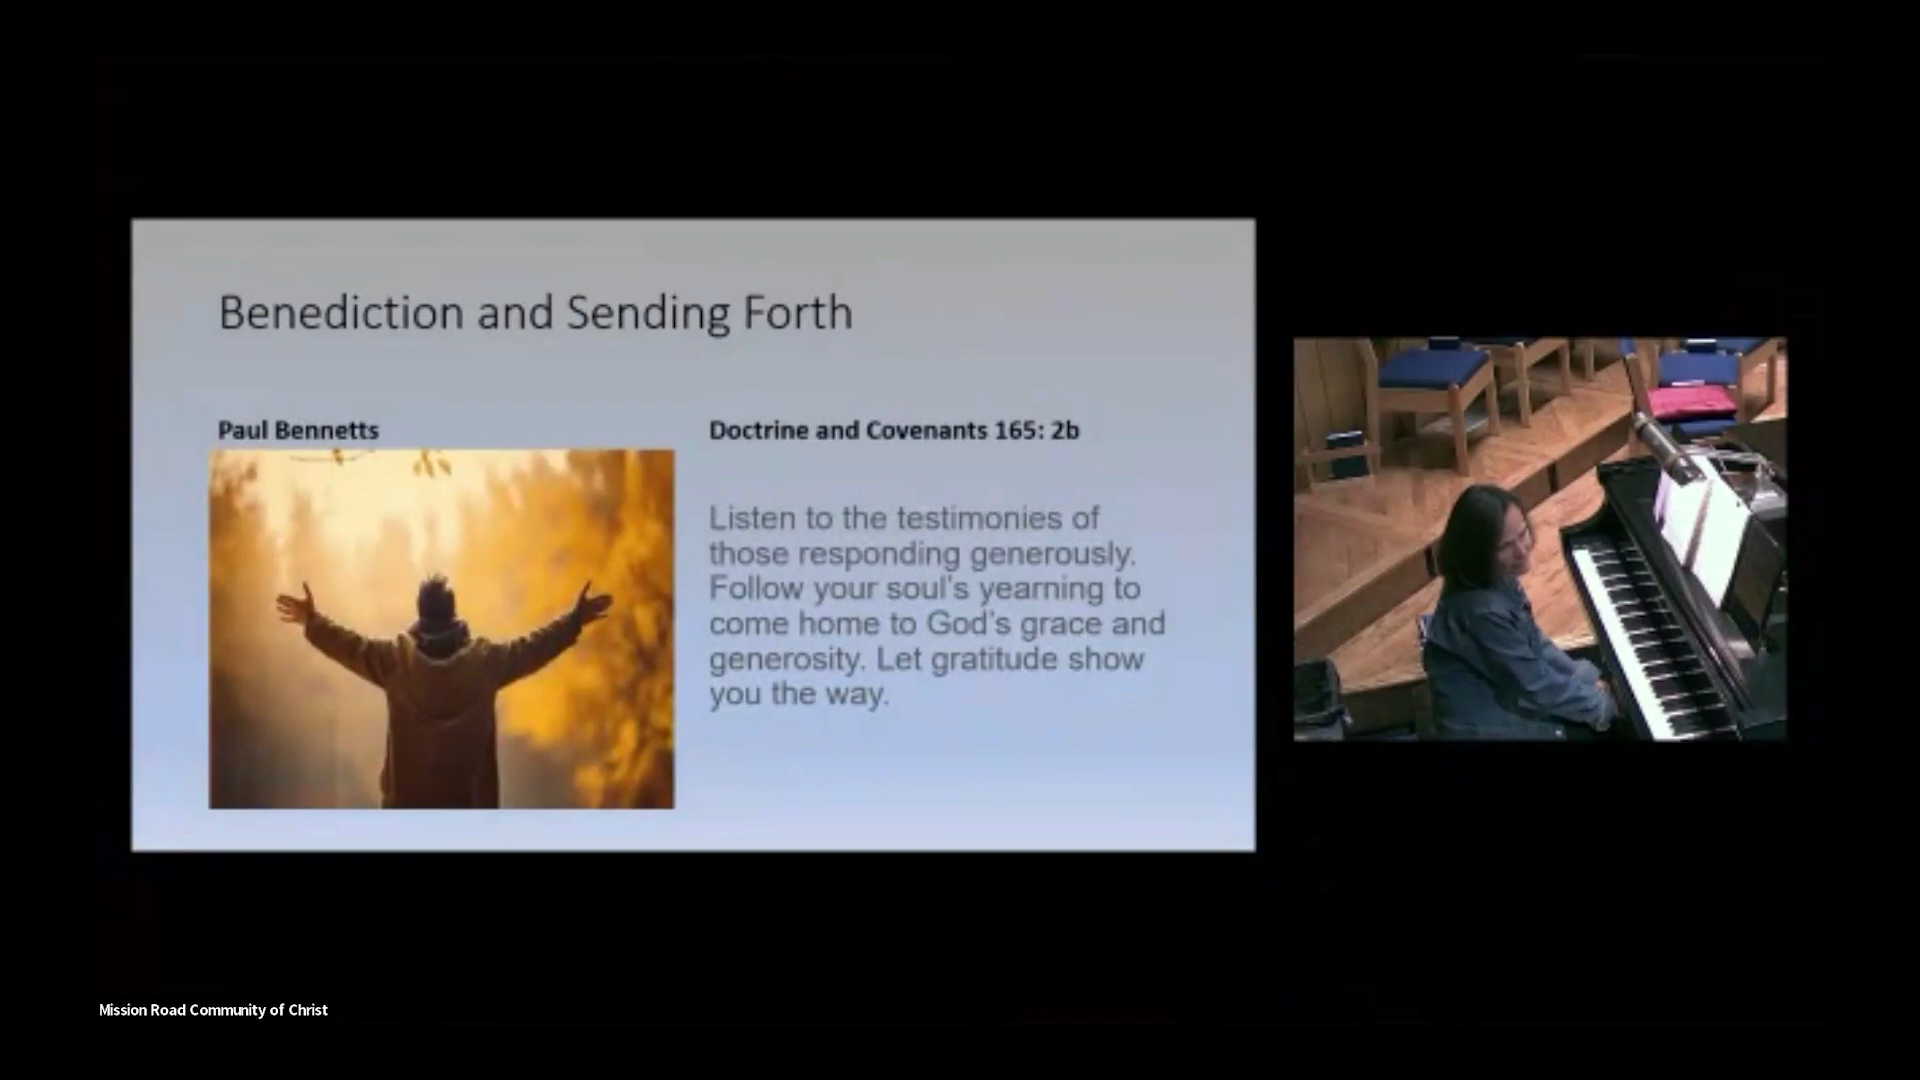 Benediction and Sending Forth
Paul Bennetts
Doctrine and Covenants 165: 2b
Listen to the testimonies of
those responding generously.
Follow your soul's yearning to
come home to God's grace and
generosity. Let gratitude show
you the way.
Mission Road Community of Christ